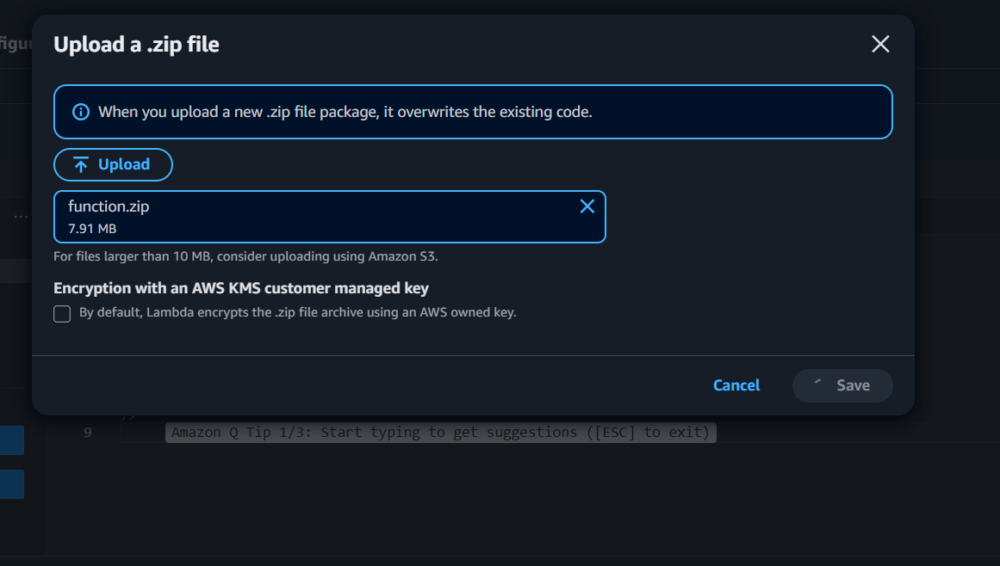 Upload a .zip file
When you upload a new .zip file package, it overwrites the existing code.
Upload
function.zip
7.91 MB
For files larger than 10 MB, consider uploading using Amazon S3.
Encryption with an AWS KMS customer managed key
By default, Lambda encrypts the .zip file archive using an AWS owned key.
Cancel
Save
9
Amazon Q Tip 1/3: Start typing to get suggestions ([ESC] to exit)